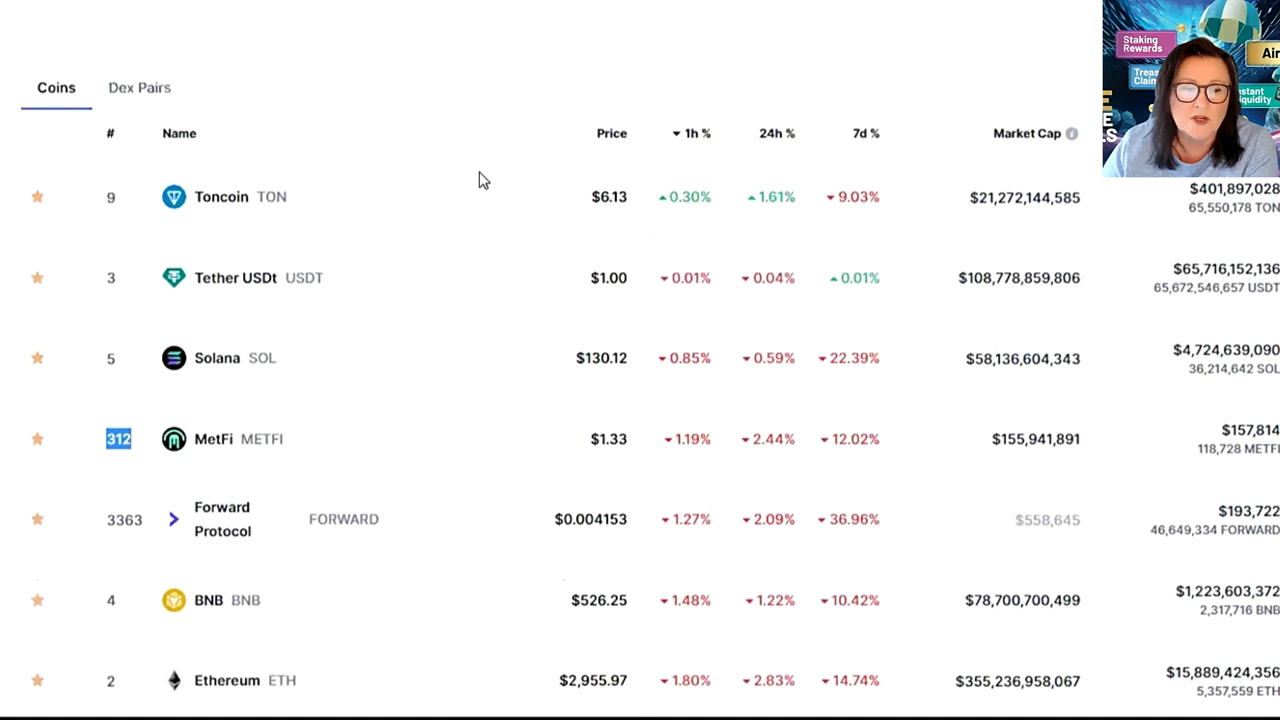 Staking
Rewards
Air
Treas
Claim
nstant
iquidity
E
E
ES
Coins Dex Pairs
# Name Price 1h % 24h % 7d % Market Cap
9 Toncoin TON $6.13 0.30% 1.61% 9.03% $21,272,144,585 $401,897,028
65,550,178 TON
3 Tether USDt USDT $1.00 0.01% 0.04% 0.01% $108,778,859,806 $65,716,152,136
65,672,546,657 USDT
5 Solana SOL $130.12 0.85% 0.59% 22.39% $58,136,604,343 $4,724,639,090
36,214,642 SOL
312 MetFi METFI $1.33 1.19% 2.44% 12.02% $155,941,891 $157,814
118,728 METFI
3363 Forward Protocol FORWARD $0.004153 1.27% 2.09% 36.96% $558,645 $193,722
46,649,334 FORWARD
4 BNB BNB $526.25 1.48% 1.22% 10.42% $78,700,700,499 $1,223,603,372
2,317,716 BNB
2 Ethereum ETH $2,955.97 1.80% 2.83% 14.74% $355,236,958,067 $15,889,424,356
5,357,559 ETH